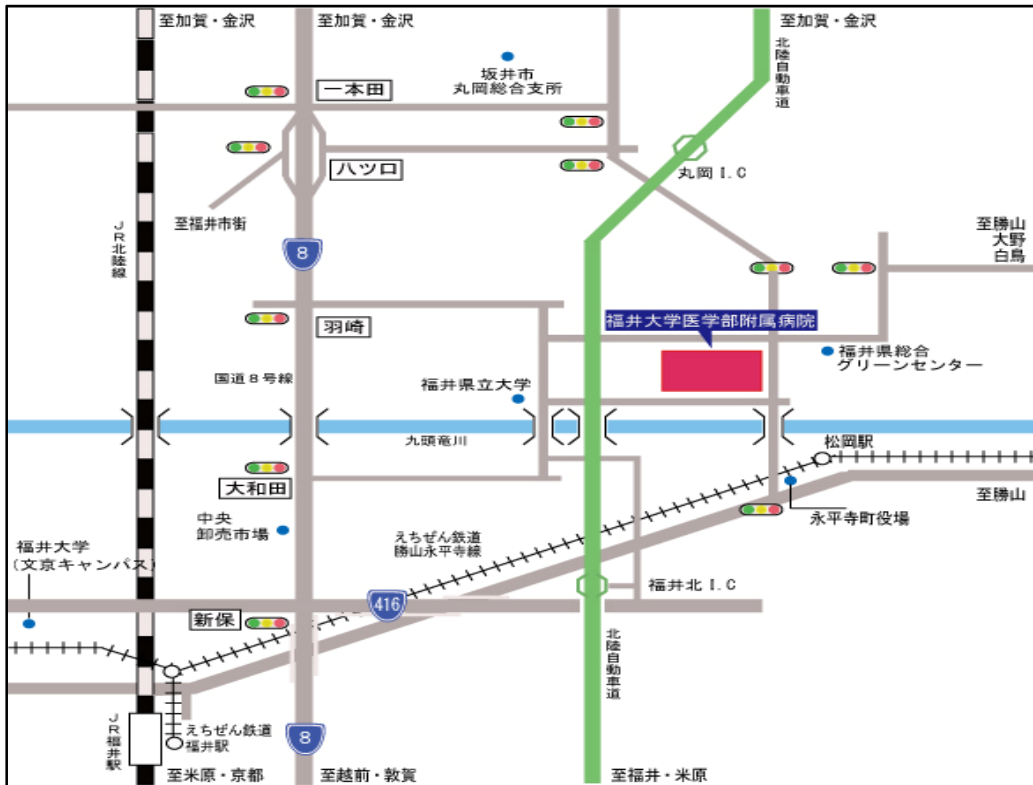 至加賀・金沢
至加賀・金沢
至加賀・金沢
北陸自動車道
坂井市
丸岡総合支所
一本田
八ツ口
丸岡I.C
至福井市街
至勝山
大野
白鳥
JR北陸線
8
羽崎
福井大学医学部附属病院
福井県総合
グリーンセンター
国道8号線
福井県立大学
九頭竜川
松岡駅
大和田
至勝山
中央
卸売市場
永平寺町役場
えちぜん鉄道
勝山永平寺線
福井大学
(文京キャンパス)
福井北I.C
416
新保
北陸自動車道
JR福井駅
えちぜん鉄道
福井駅
8
至米原・京都
至越前・敦賀
至福井・米原